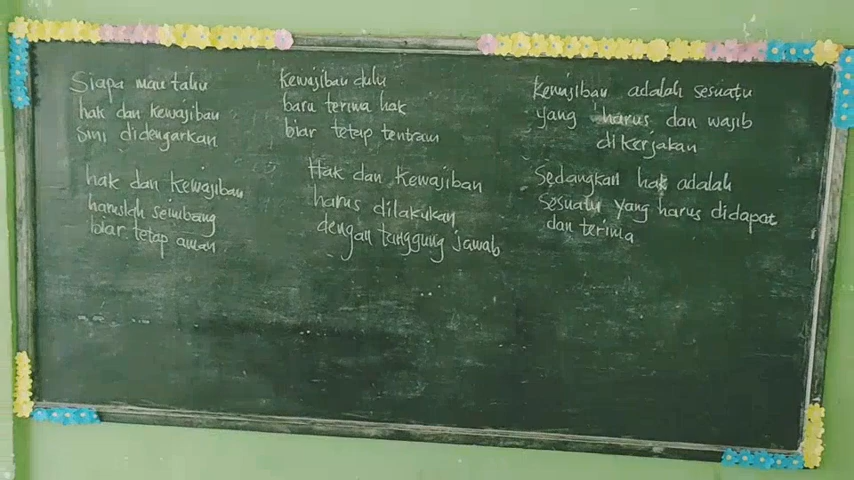 Siapa mau tahu
hak dan kewajiban
Sini didengarkan
hak dan kewajiban
haruslah seimbang
biar tetap aman
Kewajiban dulu
baru terima hak
biar tetap tentram
Hak dan kewajiban
harus dilakukan
dengan tanggung jawab
Kewajiban adalah sesuatu
yang harus dan wajib
dikerjakan
Sedangkan hak adalah
Sesuatu yang harus didapat
dan terima